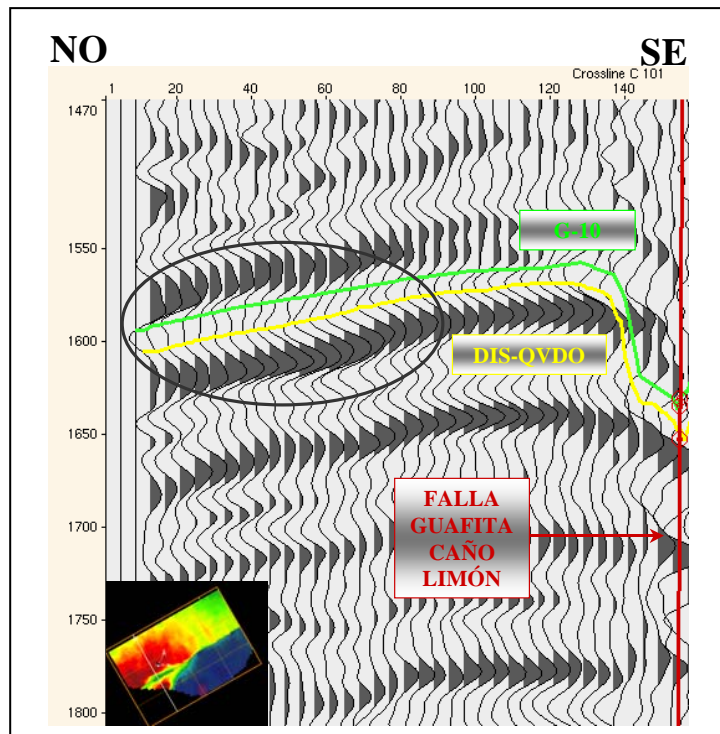 NO SE
Crossline C 101
1 20 40 60 80 100 120 140
1470
1550
G-10
1600
DIS-QVDO
1650
FALLA
GUAFITA
CAÑO
LIMÓN
1700
1750
1800